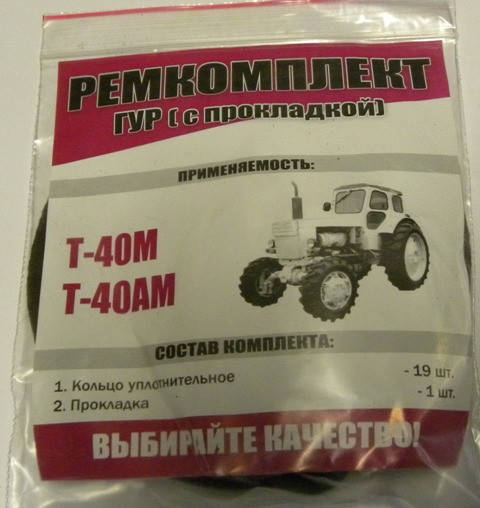 РЕМКОМПЛЕКТ
ГУР (с прокладкой)
ПРИМЕНЯЕМОСТЬ:
Т-40М
Т-40АМ
СОСТАВ КОМПЛЕКТА:
1. Кольцо уплотнительное - 19 шт.
2. Прокладка - 1 шт.
ВЫБИРАЙТЕ КАЧЕСТВО!